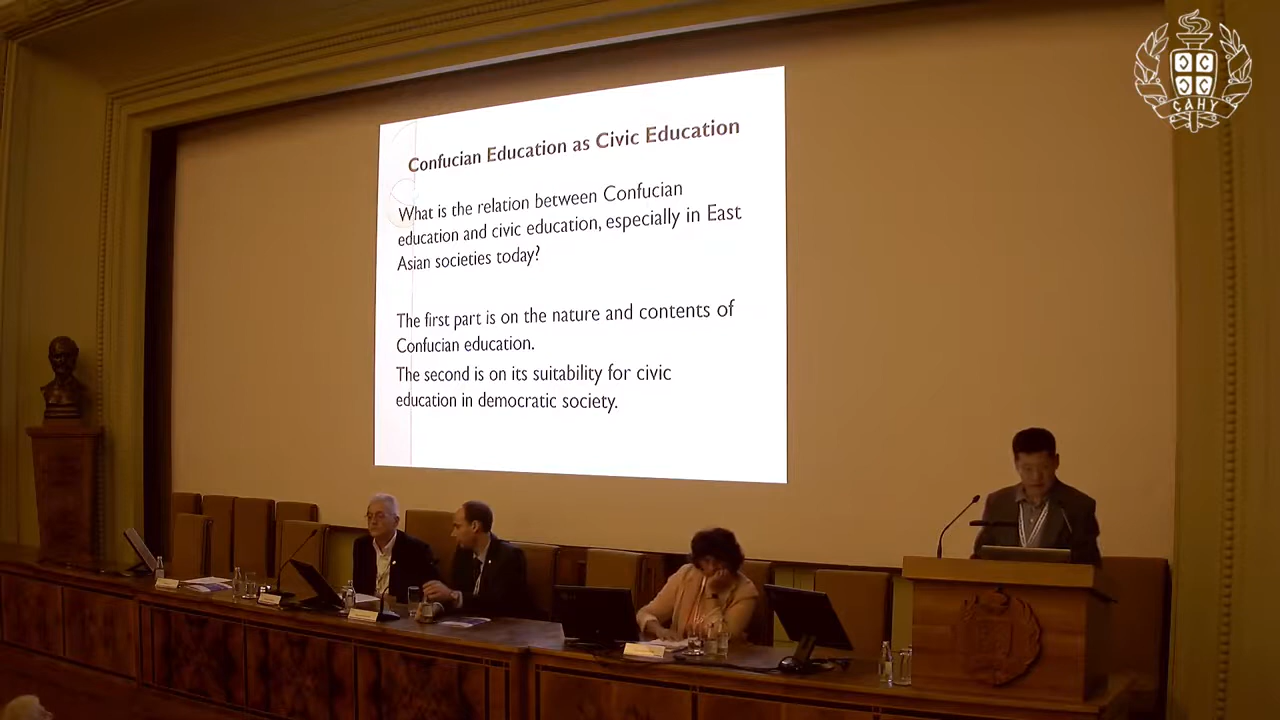 Confucian Education as Civic Education
What is the relation between Confucian
education and civic education, especially in East
Asian societies today?
The first part is on the nature and contents of
Confucian education.
The second is on its suitability for civic
education in democratic society.
САНУ